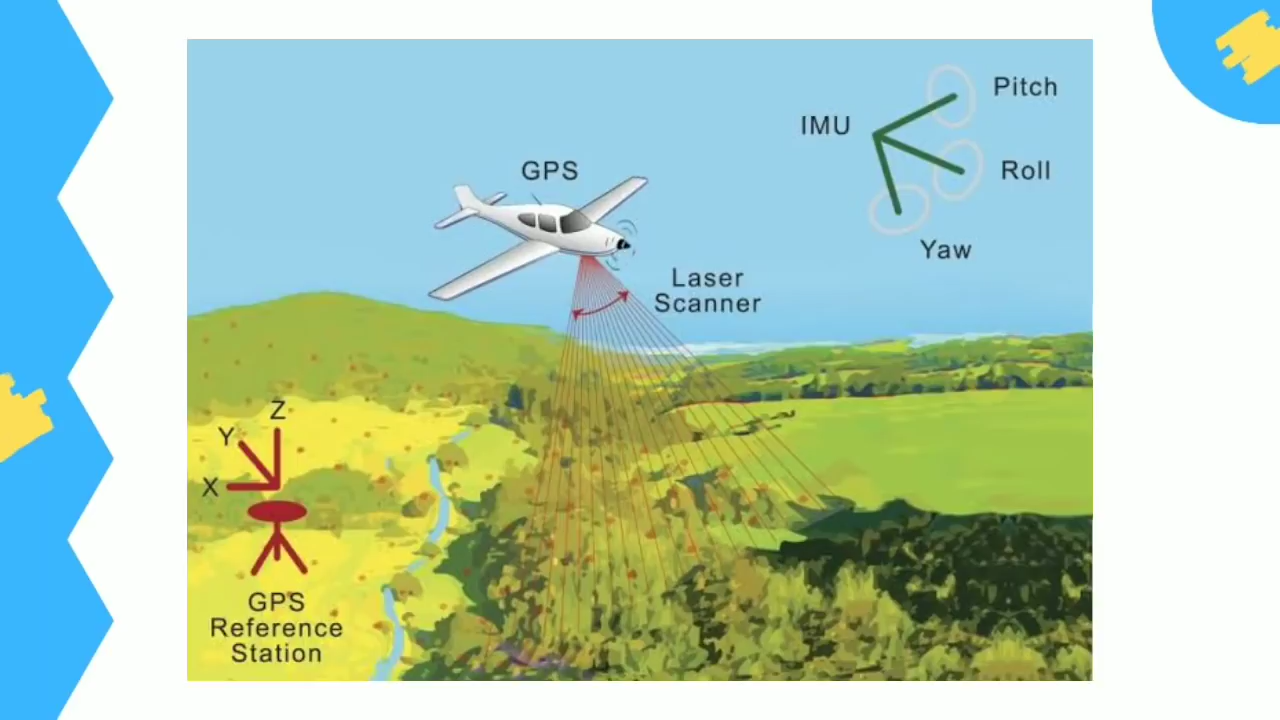 Pitch
IMU
GPS
Roll
Yaw
Laser
Scanner
Z
Y
X
GPS
Reference
Station